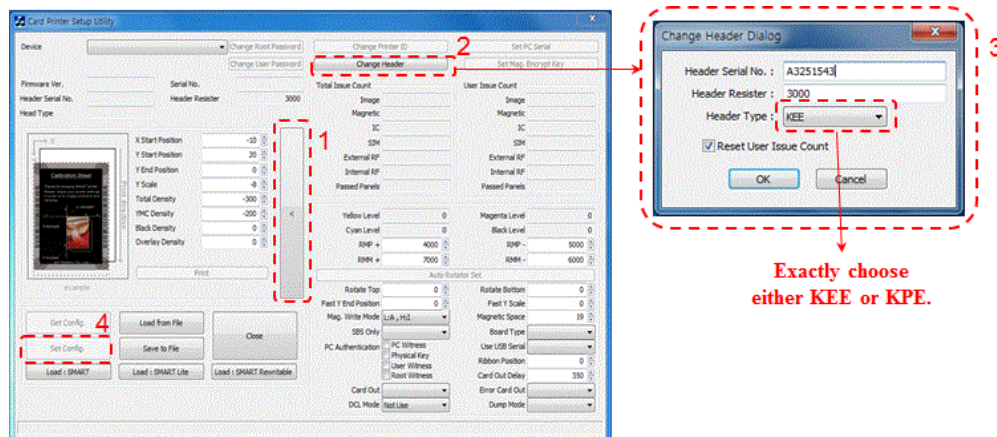 Card Printer Setup Utility
Device
Change Root Password
Change Printer ID
Set PC Serial
2
Change User Password
Change Header
Set Mag. Encrypt Key
Firmware Ver.
Serial No.
Total Issue Count
User Issue Count
Header Serial No.
Header Resister
3000
Image
Image
Head Type
Magnetic
Magnetic
IC
IC
SIM
SIM
External RF
External RF
Internal RF
Internal RF
Passed Panels
Passed Panels
X
Calibration Sheet
example
X Start Position
-10
1
Y Start Position
20
Y End Position
0
Y Scale
-8
Total Density
-300
YMC Density
-200
Black Density
0
Overlay Density
0
<
Print
Yellow Level
0
Magenta Level
0
Cyan Level
0
Black Level
0
RMP +
4000
RMP -
5000
RMM +
7000
RMM -
6000
Auto Rotator Set.
Rotate Top
0
Rotate Bottom
0
Fast Y End Position
0
Fast Y Scale
0
Mag. Write Mode
L:A , H:I
Magnetic Space
19
SBS Only
Board Type
PC Authentication
PC Witness
Physical Key
User Witness
Root Witness
Use USB Serial
Ribbon Position
0
Card Out Delay
350
Card Out
Error Card Out
DCL Mode
Not Use
Dump Mode
Get Config.
4
Load from File
Close
Set Config.
Save to File
Load : SMART
Load : SMART Lite
Load : SMART Rewritable
Change Header Dialog
3
Header Serial No. :
A3251543
Header Resister :
3000
Header Type :
KEE
Reset User Issue Count
OK
Cancel
Exactly choose
either KEE or KPE.